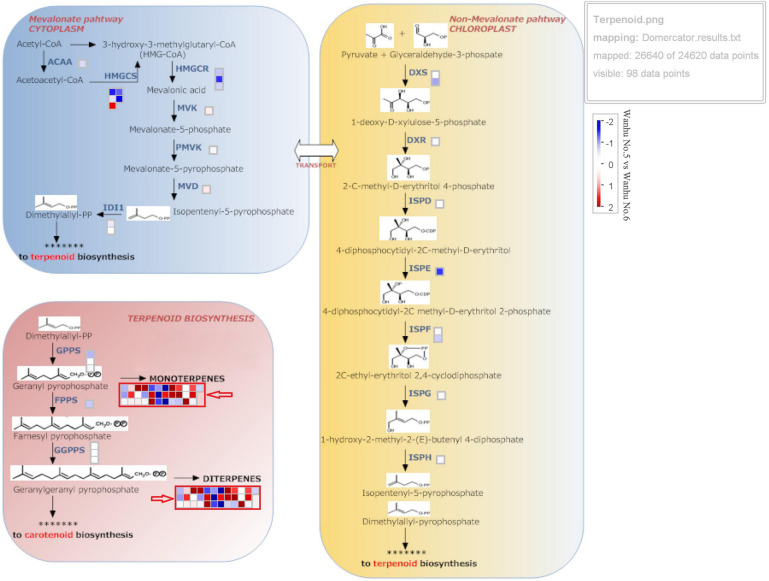 Mevalonate pahtway
CYTOPLASM
Acetyl-CoA
3-hydroxy-3-methylglutaryl-CoA
(HMG-CoA)
ACAA
HMGCS
HMGCR
Acetoacetyl-CoA
Mevalonic acid
MVK
Mevalonate-5-phosphate
PMVK
Mevalonate-5-pyrophosphate
MVD
IDI1
Dimethylallyl-PP
Isopentenyl-5-pyrophosphate
*******
to terpenoid biosynthesis
TRANSPORT
Non-Mevalonate pahtway
CHLOROPLAST
+
Pyruvate + Glyceraldehyde-3-phospate
DXS
1-deoxy-D-xylulose-5-phosphate
DXR
2-C-methyl-D-erythritol 4-phosphate
ISPD
4-diphosphocytidyl-2C-methyl-D-erythritol
ISPE
4-diphosphocytidyl-2C methyl-D-erythritol 2-phosphate
ISPF
2C-ethyl-erythritol 2,4-cyclodiphosphate
ISPG
1-hydroxy-2-methyl-2-(E)-butenyl 4-diphosphate
ISPH
Isopentenyl-5-pyrophosphate
Dimethylallyl-pyrophosphate
*******
to terpenoid biosynthesis
TERPENOID BIOSYNTHESIS
Dimethylallyl-PP
GPPS
MONOTERPENES
Geranyl pyrophosphate
FPPS
Farnesyl pyrophosphate
GGPPS
DITERPENES
Geranylgeranyl pyrophosphate
*******
to carotenoid biosynthesis
Terpenoid.png
mapping: Domercator.results.txt
mapped: 26640 of 24620 data points
visible: 98 data points
-2
-1
0
1
2
Wanhu No.5 vs Wanhu No.6